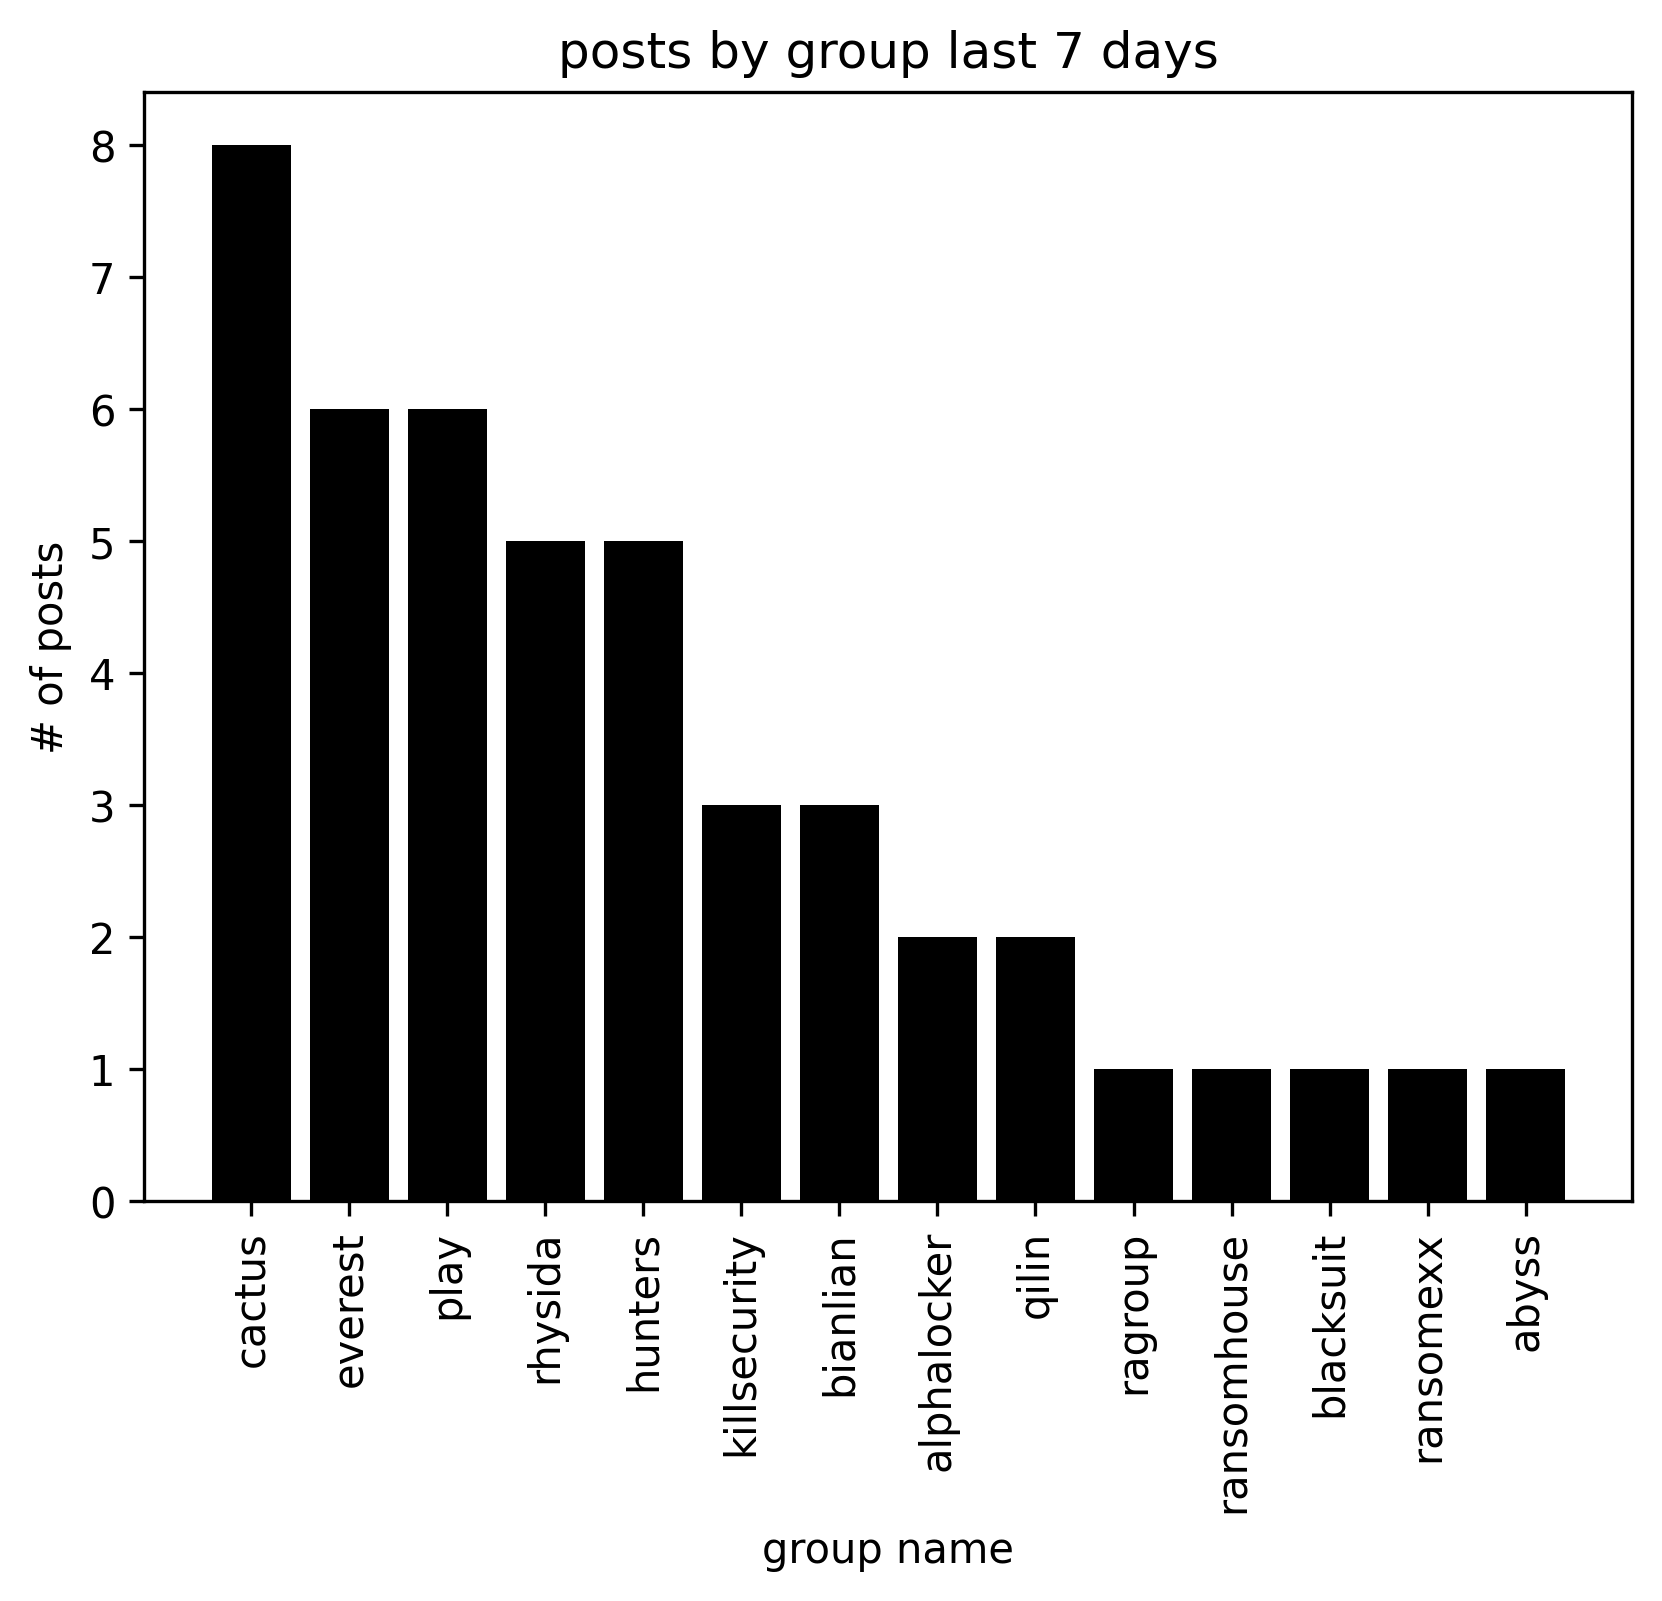 posts by group last 7 days
# of posts
8
7
6
5
4
3
2
1
0
cactus
everest
play
rhysida
hunters
killsecurity
bianlian
alphalocker
qilin
ragroup
ransomhouse
blacksuit
ransomexx
abyss
group name